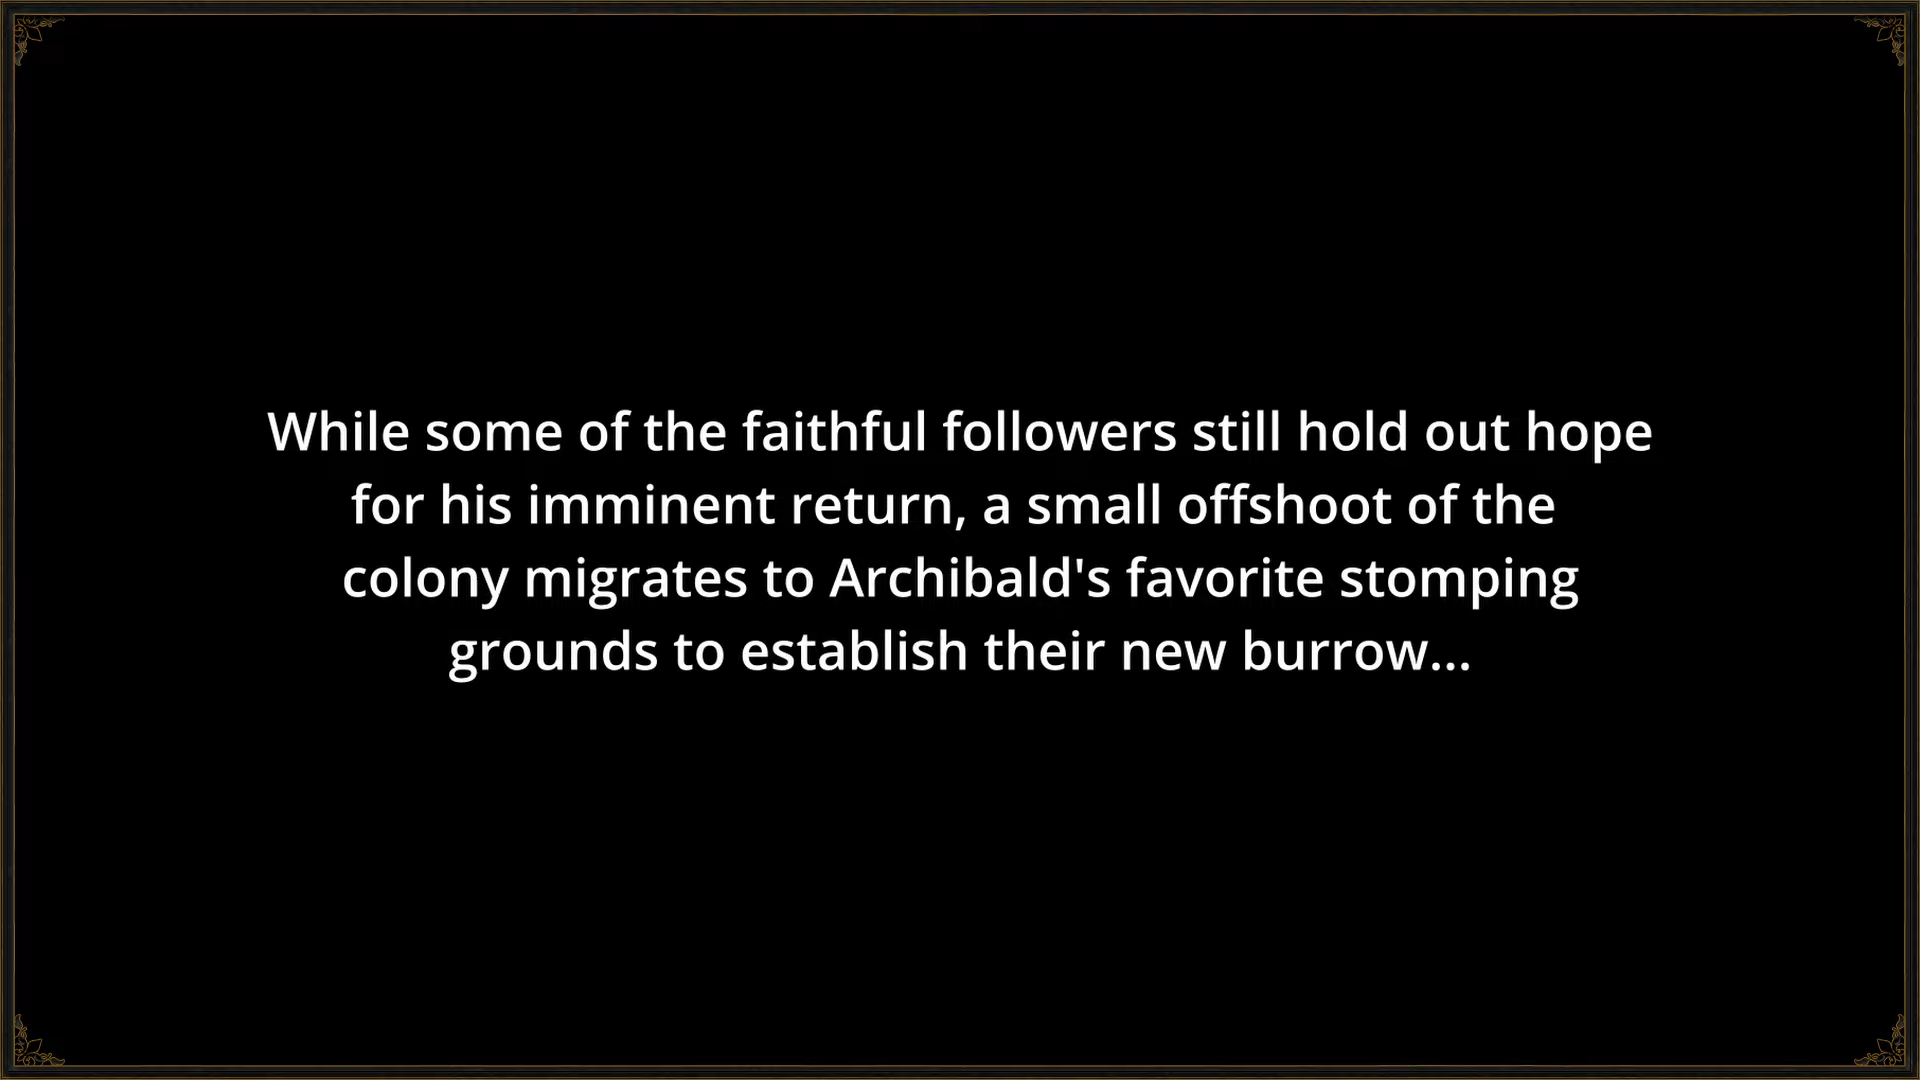 While some of the faithful followers still hold out hope
for his imminent return, a small offshoot of the
colony migrates to Archibald's favorite stomping
grounds to establish their new burrow...